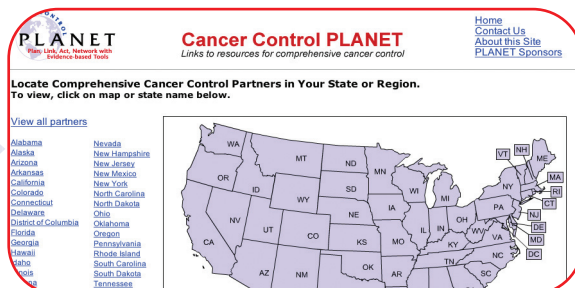 CONTROL
PLANET
Plan, Link, Act, Network with
Evidence-based Tools
Cancer Control PLANET
Links to resources for comprehensive cancer control
Home
Contact Us
About this Site
PLANET Sponsors
Locate Comprehensive Cancer Control Partners in Your State or Region.
To view, click on map or state name below.
View all partners
Alabama
Alaska
Arizona
Arkansas
California
Colorado
Connecticut
Delaware
District of Columbia
Florida
Georgia
Hawaii
Nevada
New Hampshire
New Jersey
New Mexico
New York
North Carolina
North Dakota
Ohio
Oklahoma
Oregon
Pennsylvania
Rhode Island
South Carolina
South Dakota
Tennessee
WA
MT
ND
MN
OR
ID
WY
SD
WI
MI
NY
VT
NH
ME
MA
RI
CT
NV
UT
CO
NE
IA
IL
IN
OH
PA
NJ
DE
MD
DC
CA
KS
MO
KY
WV
VA
AZ
NM
OK
AR
TN
NC
SC